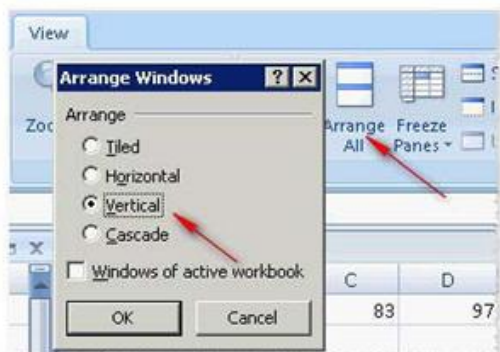 View
Arrange Windows
Arrange
Tiled
Horizontal
Vertical
Cascade
Windows of active workbook
OK
Cancel
Arrange All
Freeze Panes
C
D
83
97